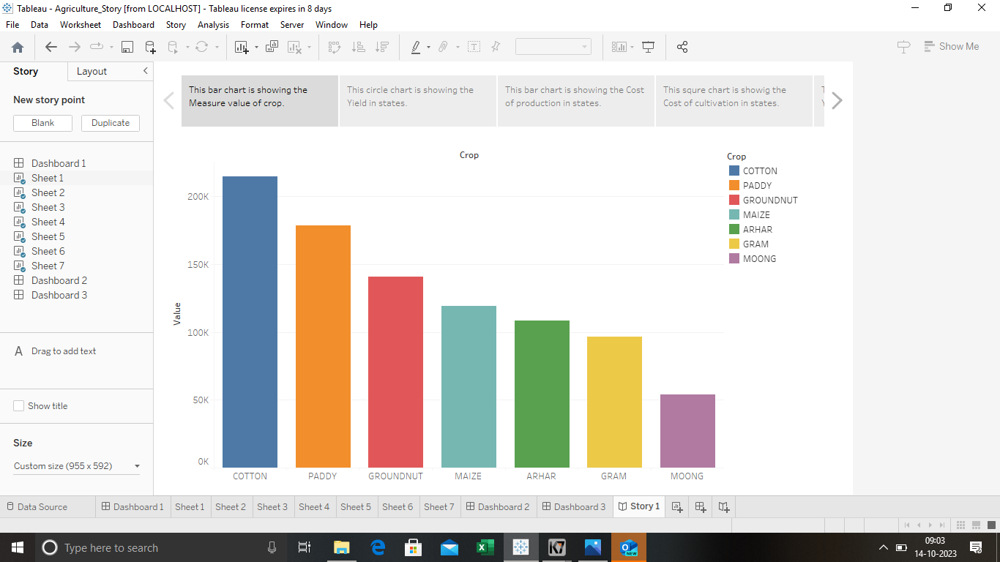 Tableau - Agriculture_Story [from LOCALHOST] - Tableau license expires in 8 days
File Data Worksheet Dashboard Story Analysis Format Server Window Help
Show Me
Story Layout
New story point
Blank Duplicate
Dashboard 1
Sheet 1
Sheet 2
Sheet 3
Sheet 4
Sheet 5
Sheet 6
Sheet 7
Dashboard 2
Dashboard 3
A Drag to add text
Show title
Size
Custom size (955 x 592)
This bar chart is showing the
Measure value of crop.
This circle chart is showing the
Yield in states.
This bar chart is showing the Cost
of production in states.
This squre chart is showig the
Cost of cultivation in states.
Crop
Value
200K
150K
100K
50K
0K
COTTON PADDY GROUNDNUT MAIZE ARHAR GRAM MOONG
Crop
COTTON
PADDY
GROUNDNUT
MAIZE
ARHAR
GRAM
MOONG
Data Source Dashboard 1 Sheet 1 Sheet 2 Sheet 3 Sheet 4 Sheet 5 Sheet 6 Sheet 7 Dashboard 2 Dashboard 3 Story 1
Type here to search
K7
NEW
09:03
14-10-2023